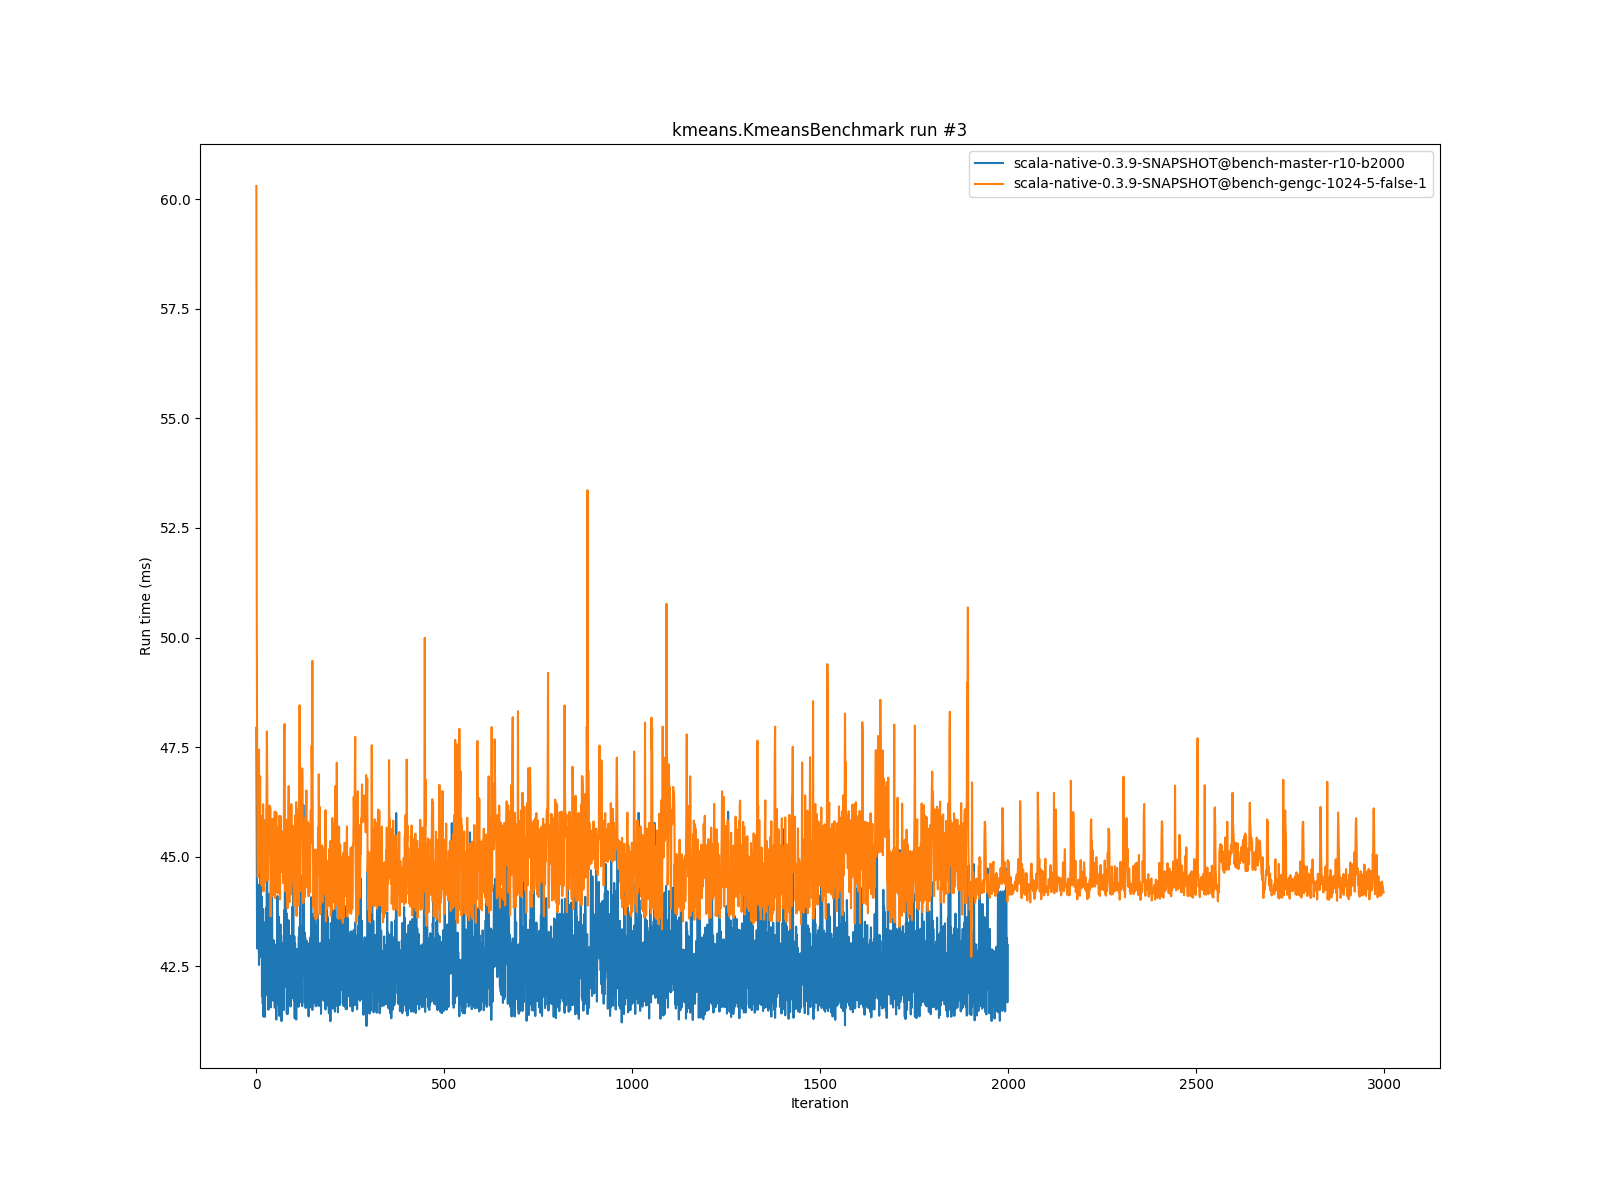 kmeans.KmeansBenchmark run #3
scala-native-0.3.9-SNAPSHOT@bench-master-r10-b2000
scala-native-0.3.9-SNAPSHOT@bench-gengc-1024-5-false-1
60.0
57.5
55.0
52.5
50.0
47.5
45.0
42.5
Run time (ms)
0 500 1000 1500 2000 2500 3000
Iteration